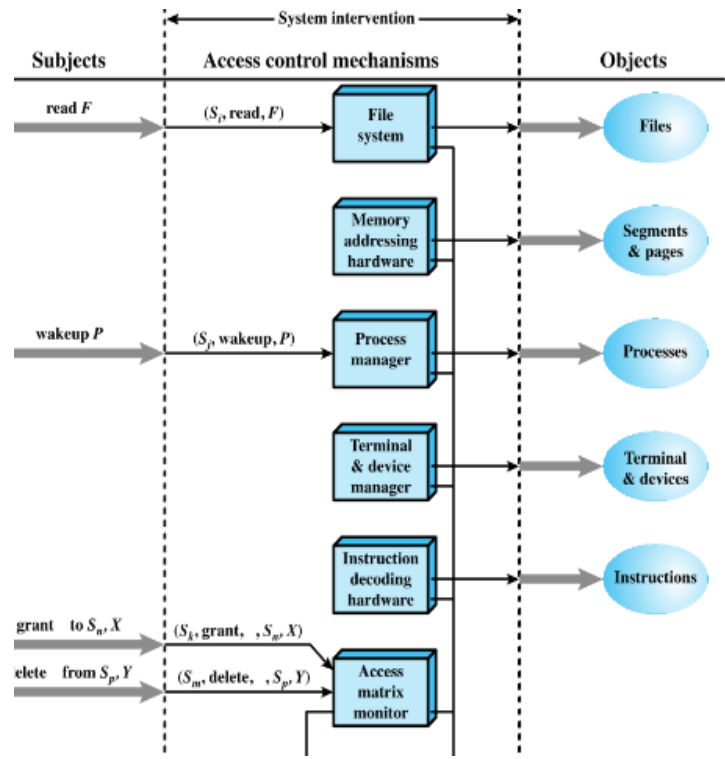 System intervention
Subjects
Access control mechanisms
Objects
read F
(Si, read, F)
File
system
Files
Memory
addressing
hardware
Segments
& pages
wakeup P
(Sj, wakeup, P)
Process
manager
Processes
Terminal
& device
manager
Terminal
& devices
Instruction
decoding
hardware
Instructions
grant to Sn, X
(Sk, grant, , Sn, X)
elete from Sp, Y
(Sm, delete, , Sp, Y)
Access
matrix
monitor